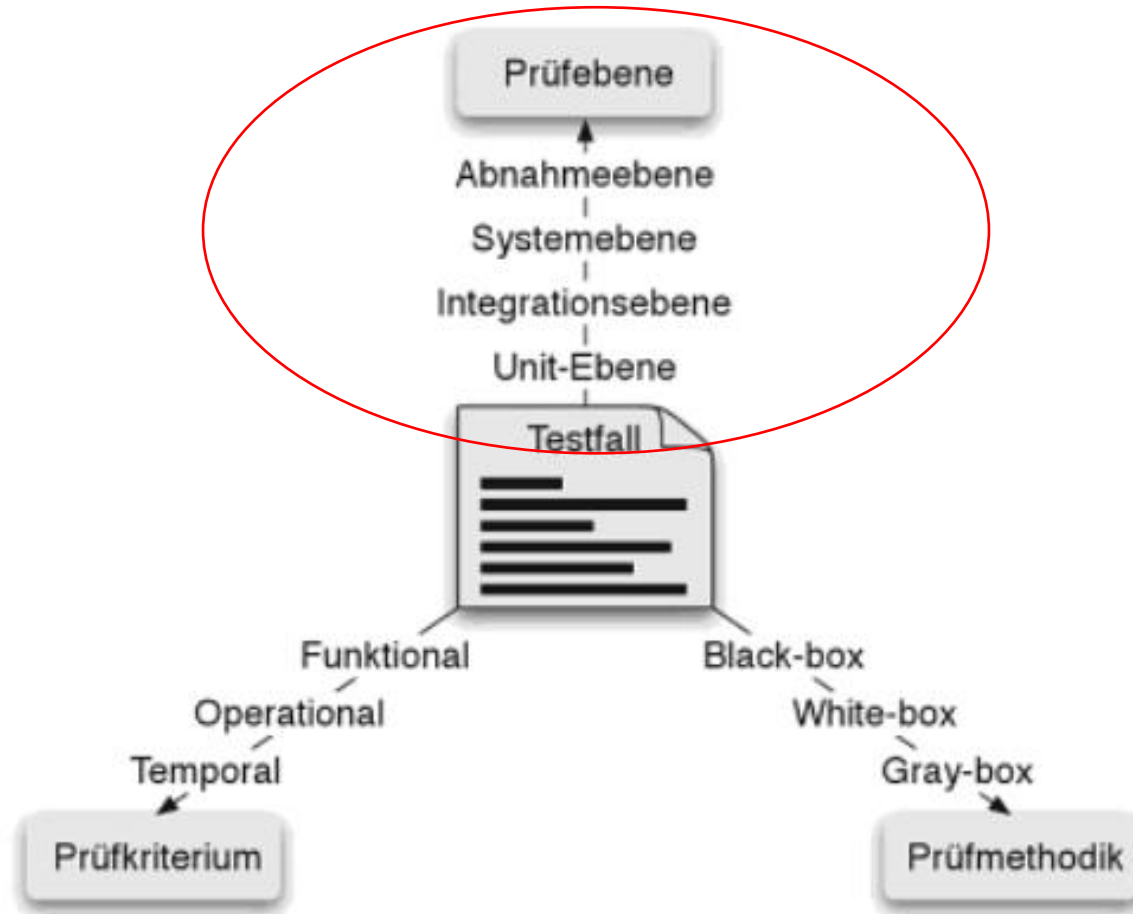 Prüfebene
Abnahmeebene
Systemebene
Integrationsebene
Unit-Ebene
Testfall
Funktional
Operational
Temporal
Prüfkriterium
Black-box
White-box
Gray-box
Prüfmethodik